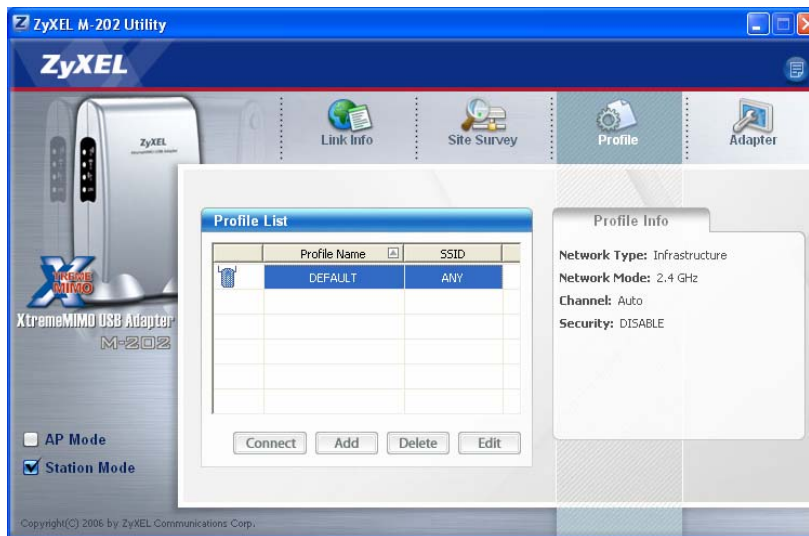 ZyXEL M-202 Utility
ZyXEL
ZyXEL
Link Info
Site Survey
Profile
Adapter
XTREME
MIMO
XtremeMIMO USB Adapter
M-202
AP Mode
Station Mode
Profile List
Profile Name
SSID
DEFAULT
ANY
Connect
Add
Delete
Edit
Profile Info
Network Type: Infrastructure
Network Mode: 2.4 GHz
Channel: Auto
Security: DISABLE
Copyright(C) 2006 by ZyXEL Communications Corp.